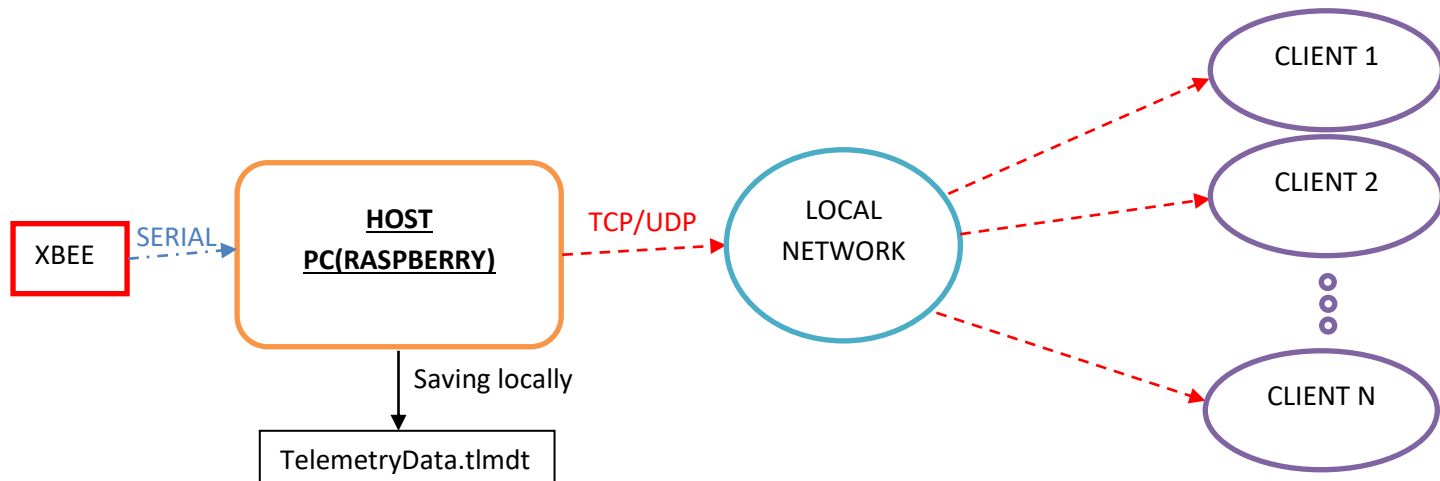 XBEE
SERIAL
HOST
PC(RASPBERRY)
Saving locally
TelemetryData.tlmdt
TCP/UDP
LOCAL
NETWORK
CLIENT 1
CLIENT 2
CLIENT N